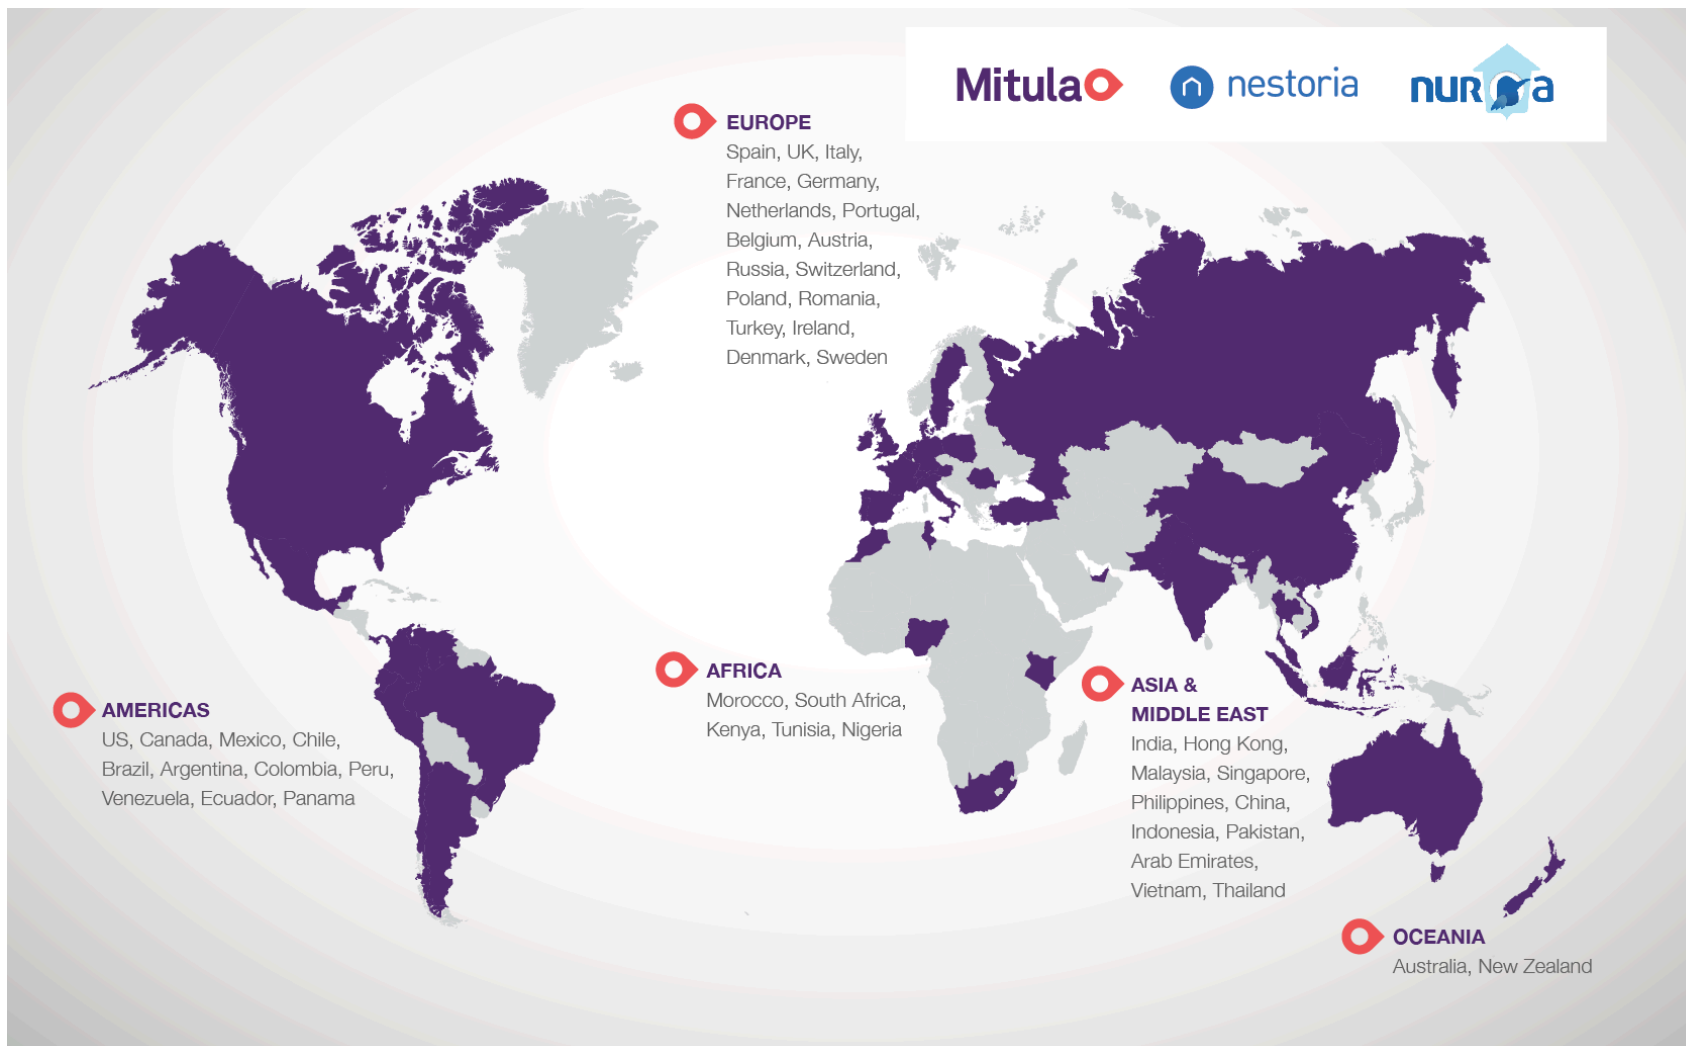 Mitula
nestoria
nuroa
EUROPE
Spain, UK, Italy,
France, Germany,
Netherlands, Portugal,
Belgium, Austria,
Russia, Switzerland,
Poland, Romania,
Turkey, Ireland,
Denmark, Sweden
AMERICAS
US, Canada, Mexico, Chile,
Brazil, Argentina, Colombia, Peru,
Venezuela, Ecuador, Panama
AFRICA
Morocco, South Africa,
Kenya, Tunisia, Nigeria
ASIA &
MIDDLE EAST
India, Hong Kong,
Malaysia, Singapore,
Philippines, China,
Indonesia, Pakistan,
Arab Emirates,
Vietnam, Thailand
OCEANIA
Australia, New Zealand